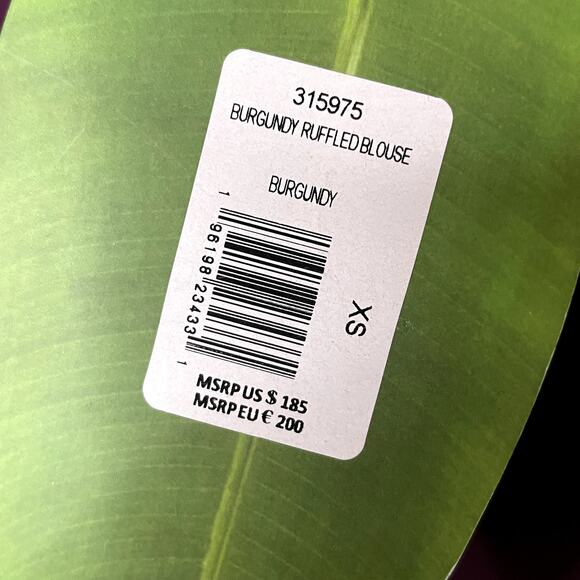 315975
BURGUNDY RUFFLED BLOUSE
BURGUNDY
1 96198 23433 1
XS
MSRP US $ 185
MSRP EU € 200